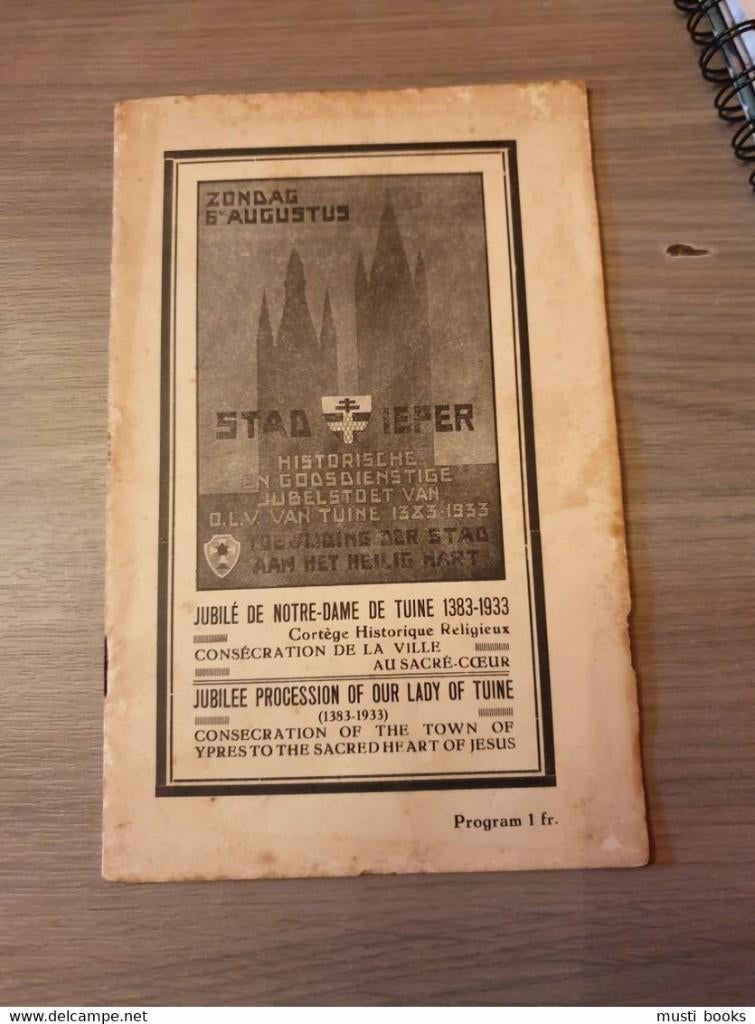 ZONDAG
6DE AUGUSTUS
STAD IEPER
HISTORISCHE
EN GODSDIENSTIGE
JUBELSTOET VAN
O.L.V. VAN TUINE 1383-1933
TOEWIJDING DER STAD
AAN HET HEILIG HART
JUBILÉ DE NOTRE-DAME DE TUINE 1383-1933
Cortège Historique Religieux
CONSÉCRATION DE LA VILLE
AU SACRÉ-CŒUR
JUBILEE PROCESSION OF OUR LADY OF TUINE
(1383-1933)
CONSECRATION OF THE TOWN OF
YPRES TO THE SACRED HEART OF JESUS
Program 1 fr.
delcampe.net
musti books